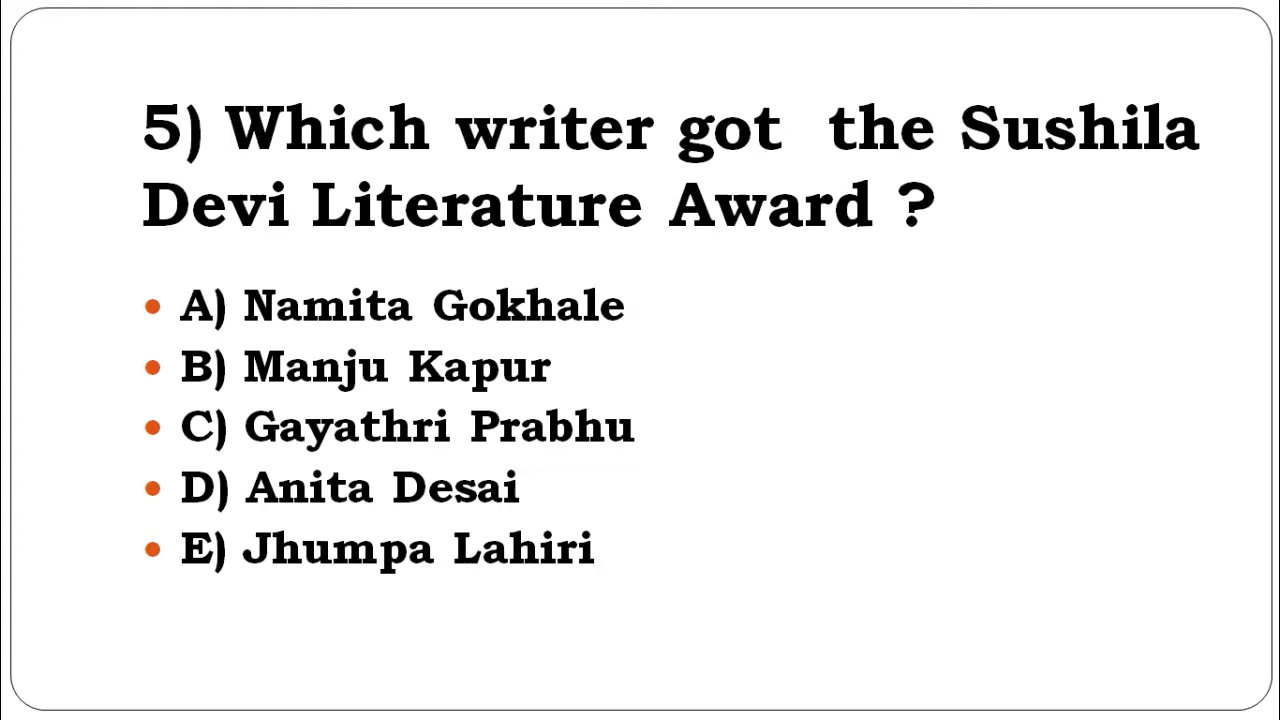 5) Which writer got the Sushila
Devi Literature Award ?
• A) Namita Gokhale
• B) Manju Kapur
• C) Gayathri Prabhu
• D) Anita Desai
• E) Jhumpa Lahiri